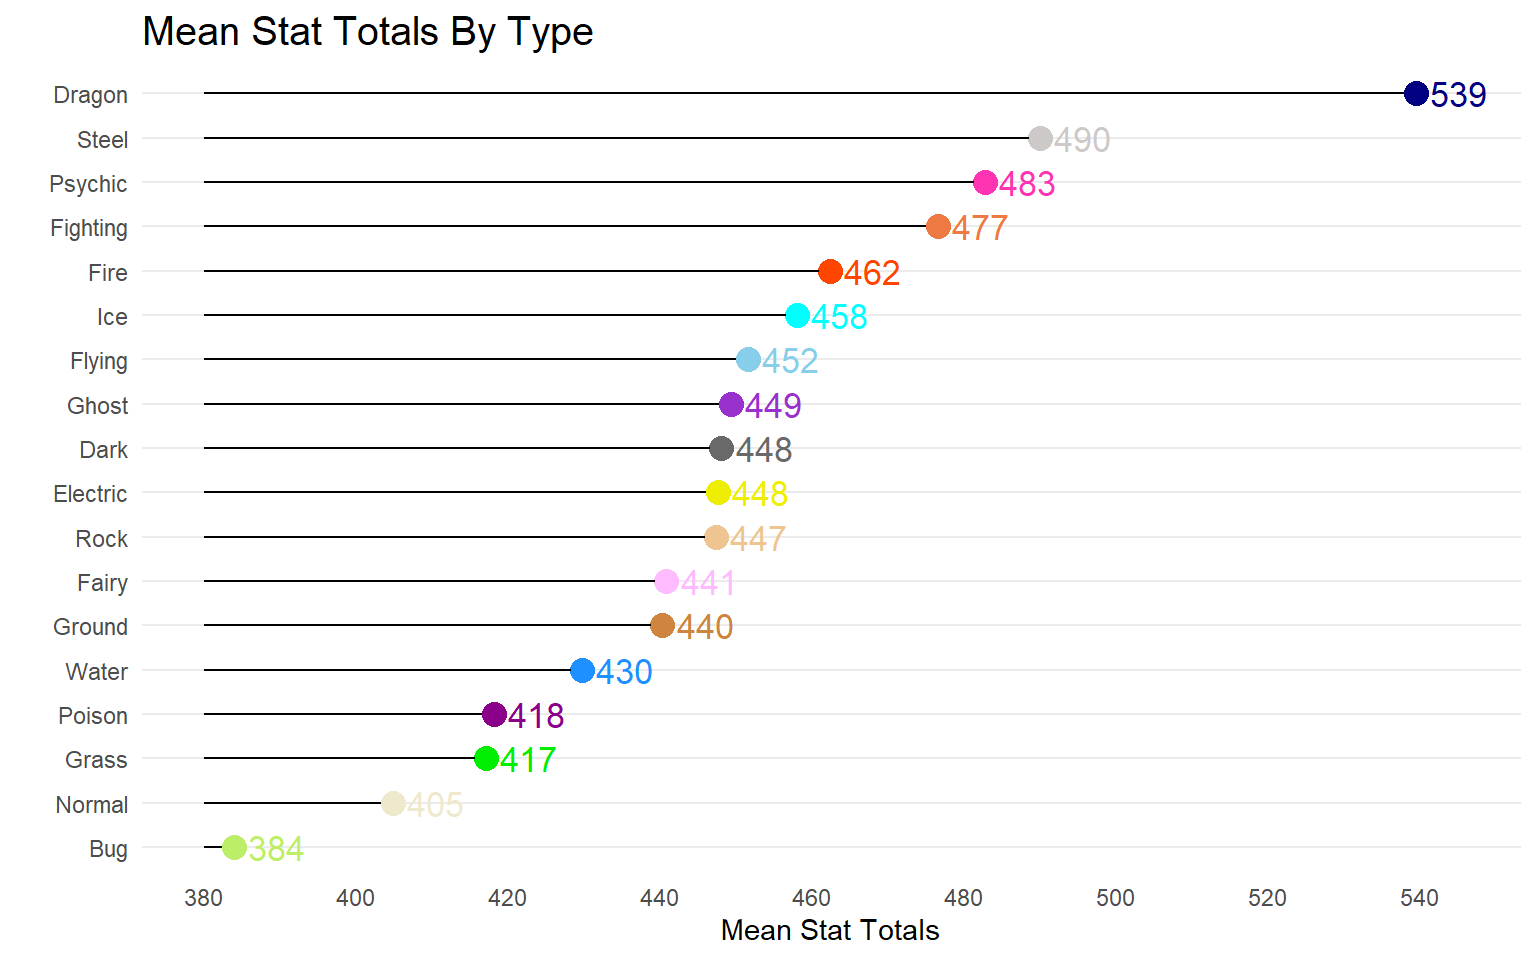 Mean Stat Totals By Type
Dragon 539
Steel 490
Psychic 483
Fighting 477
Fire 462
Ice 458
Flying 452
Ghost 449
Dark 448
Electric 448
Rock 447
Fairy 441
Ground 440
Water 430
Poison 418
Grass 417
Normal 405
Bug 384
380 400 420 440 460 480 500 520 540
Mean Stat Totals